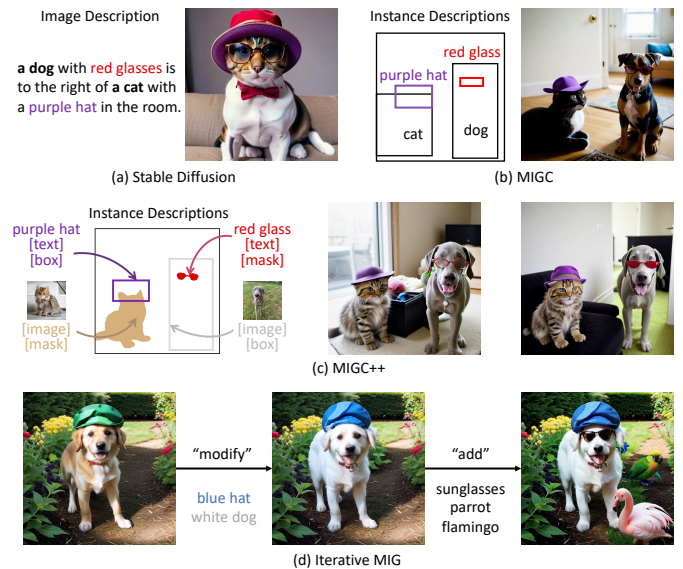 Image Description
a dog with red glasses is
to the right of a cat with
a purple hat in the room.
(a) Stable Diffusion
Instance Descriptions
red glass
purple hat
cat
dog
(b) MIGC
Instance Descriptions
purple hat
[text]
[box]
red glass
[text]
[mask]
[image]
[mask]
[image]
[box]
(c) MIGC++
“modify”
blue hat
white dog
“add”
sunglasses
parrot
flamingo
(d) Iterative MIG